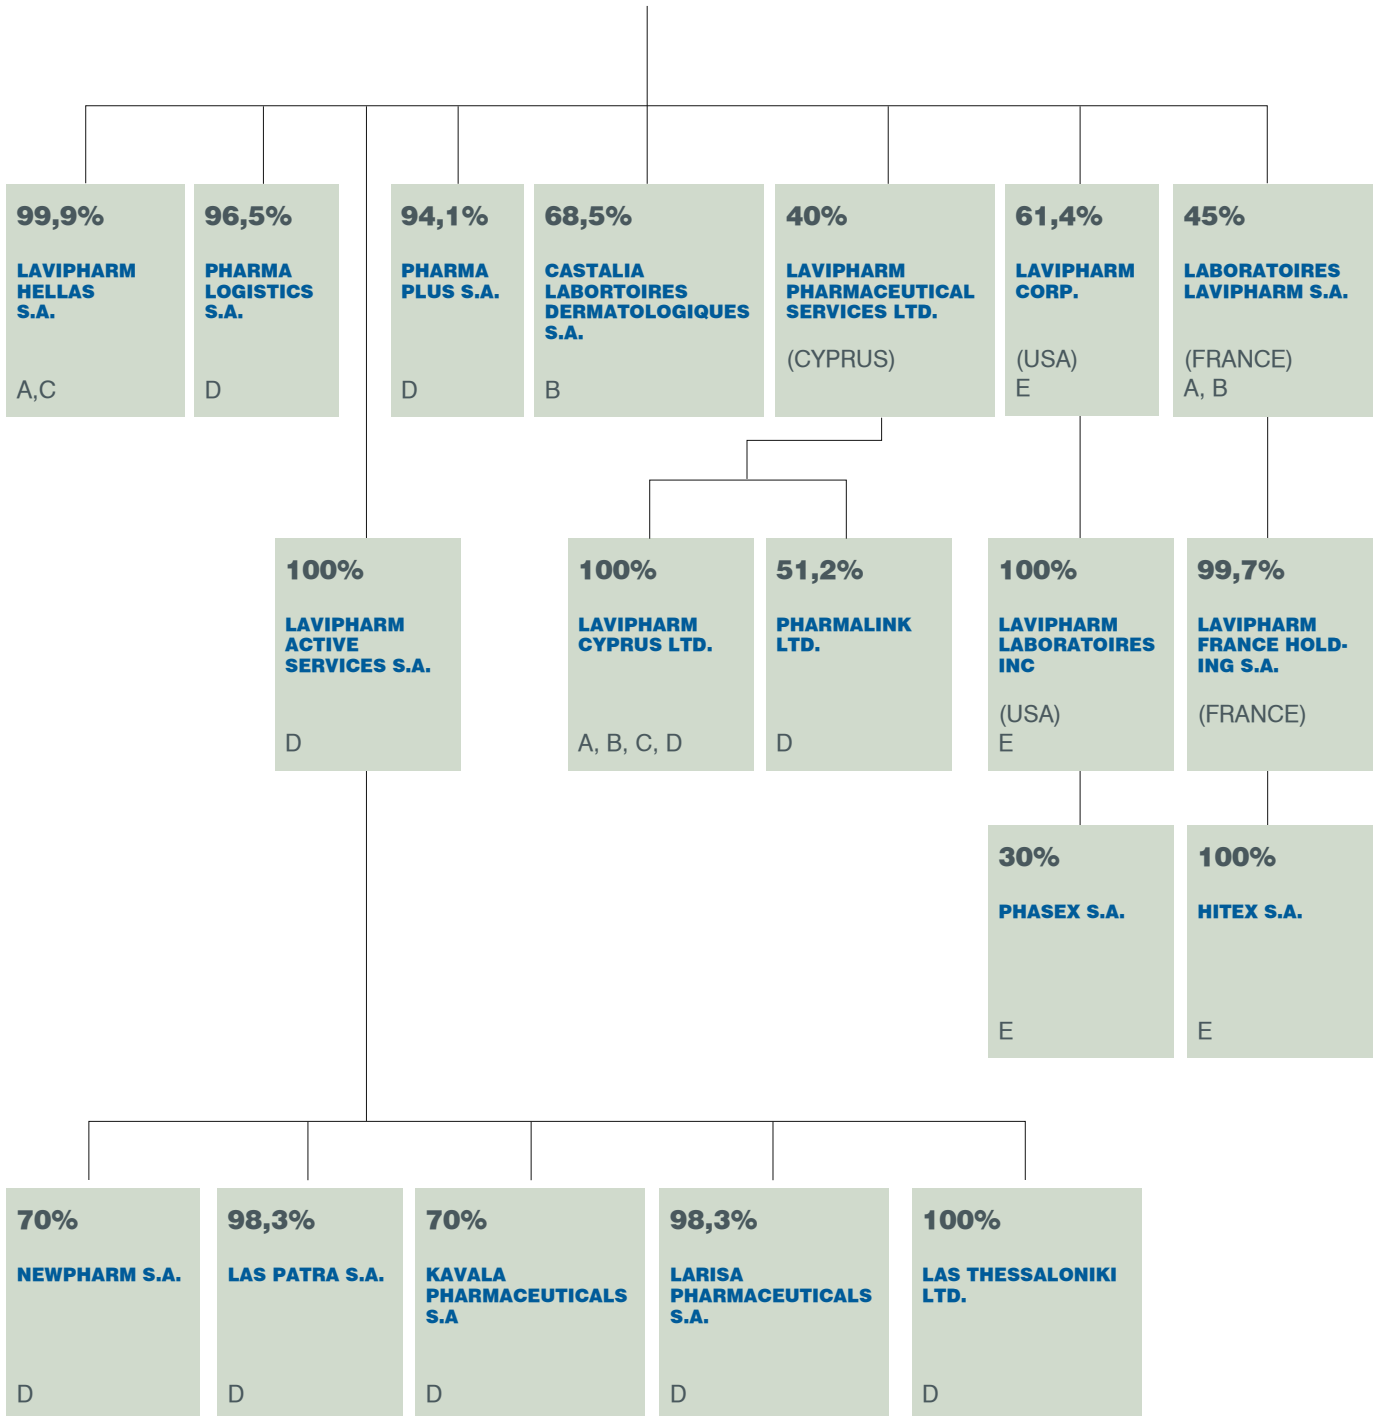 99,9%
LAVIPHARM
HELLAS
S.A.
A,C
96,5%
PHARMA
LOGISTICS
S.A.
D
94,1%
PHARMA
PLUS S.A.
D
68,5%
CASTALIA
LABORTOIRES
DERMATOLOGIQUES
S.A.
B
40%
LAVIPHARM
PHARMACEUTICAL
SERVICES LTD.
(CYPRUS)
61,4%
LAVIPHARM
CORP.
(USA)
E
45%
LABORATOIRES
LAVIPHARM S.A.
(FRANCE)
A, B
100%
LAVIPHARM
ACTIVE
SERVICES S.A.
D
100%
LAVIPHARM
CYPRUS LTD.
A, B, C, D
51,2%
PHARMALINK
LTD.
D
100%
LAVIPHARM
LABORATOIRES
INC
(USA)
E
99,7%
LAVIPHARM
FRANCE HOLD-
ING S.A.
(FRANCE)
30%
PHASEX S.A.
E
100%
HITEX S.A.
E
70%
NEWPHARM S.A.
D
98,3%
LAS PATRA S.A.
D
70%
KAVALA
PHARMACEUTICALS
S.A
D
98,3%
LARISA
PHARMACEUTICALS
S.A.
D
100%
LAS THESSALONIKI
LTD.
D